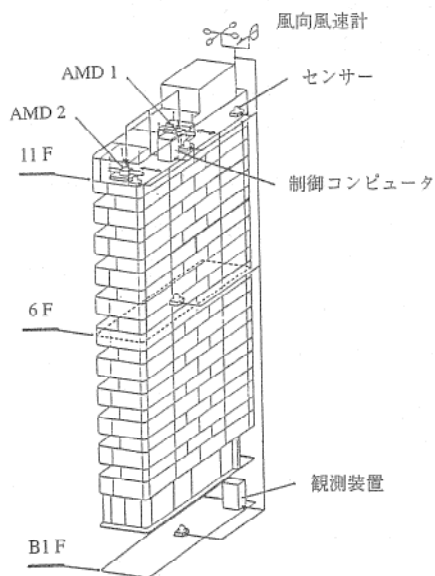 風向風速計
AMD 1
センサー
AMD 2
11 F
制御コンピュータ
6 F
観測装置
B1 F